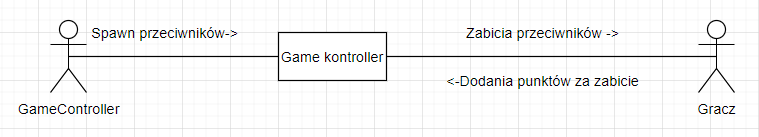 Spawn przeciwników->
Zabicia przeciwników ->
Game kontroller
<-Dodania punktów za zabicie
GameController
Gracz